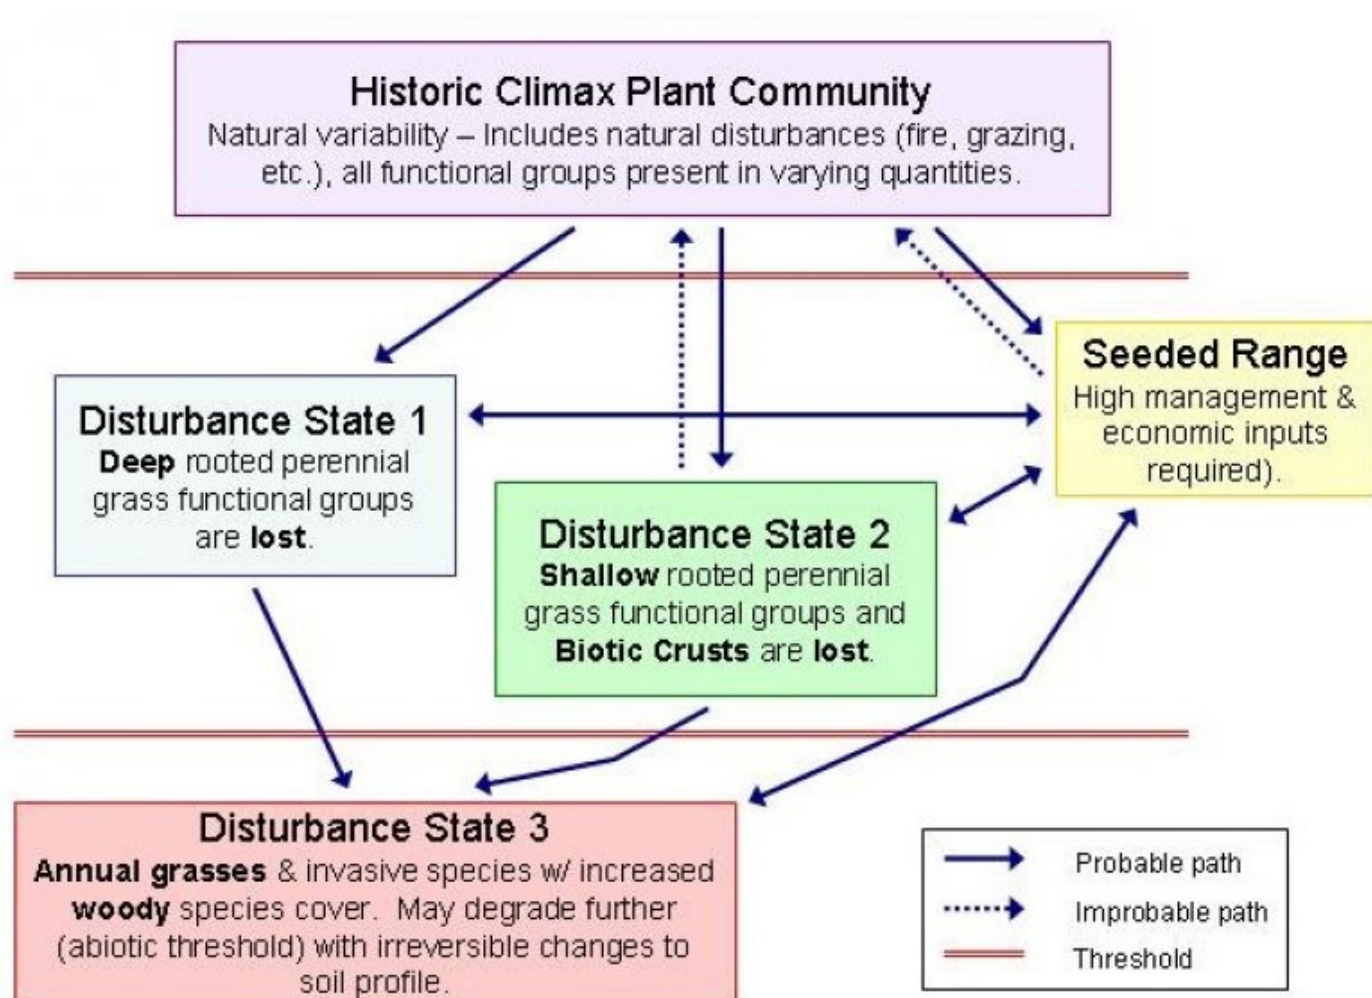 Historic Climax Plant Community
Natural variability – Includes natural disturbances (fire, grazing,
etc.), all functional groups present in varying quantities.
Seeded Range
High management &
economic inputs
required).
Disturbance State 1
Deep rooted perennial
grass functional groups
are lost.
Disturbance State 2
Shallow rooted perennial
grass functional groups and
Biotic Crusts are lost.
Disturbance State 3
Annual grasses & invasive species w/ increased
woody species cover. May degrade further
(abiotic threshold) with irreversible changes to
soil profile.
Probable path
Improbable path
Threshold